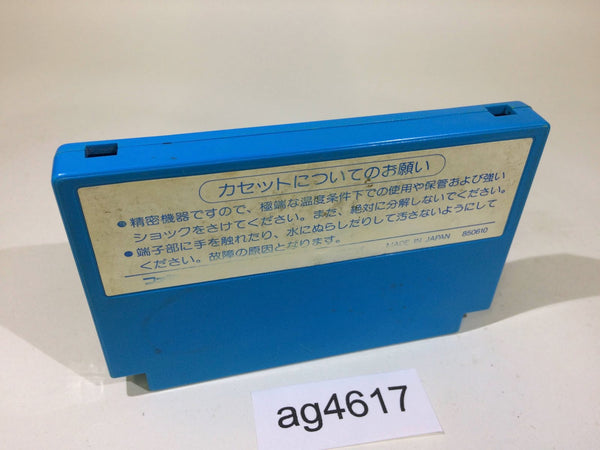 カセットについてのお願い
●精密機器ですので、極端な温度条件下での使用や保管および強い
ショックをさけてください。まだ、絶対に分解しないでください。
●端子部に手を触れたり、水にぬらしたりして汚さないようにして
ください。故障の原因となります。
MADE IN JAPAN 850610
ag4617